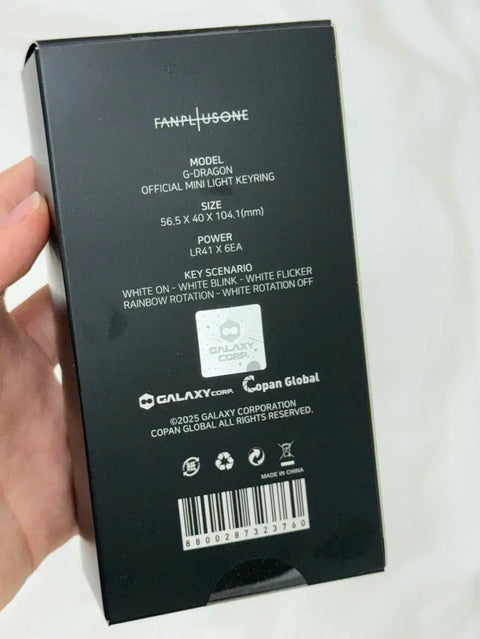 FANPLUSONE
MODEL
G-DRAGON
OFFICIAL MINI LIGHT KEYRING
SIZE
56.5 X 40 X 104.1(mm)
POWER
LR41 X 6EA
KEY SCENARIO
WHITE ON - WHITE BLINK - WHITE FLICKER
RAINBOW ROTATION - WHITE ROTATION OFF
GALAXY
CORP.
GALAXY CORP. Copan Global
©2025 GALAXY CORPORATION
COPAN GLOBAL ALL RIGHTS RESERVED.
MADE IN CHINA
8800287323760